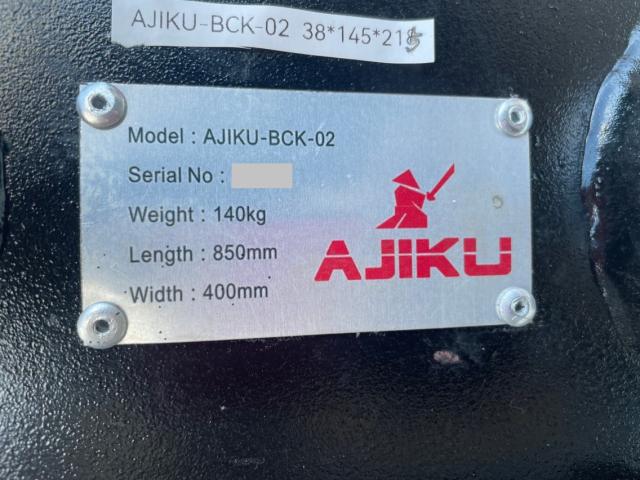 AJIKU-BCK-02 38*145*215
Model : AJIKU-BCK-02
Serial No :
Weight : 140kg
Length : 850mm
Width : 400mm
AJIKU